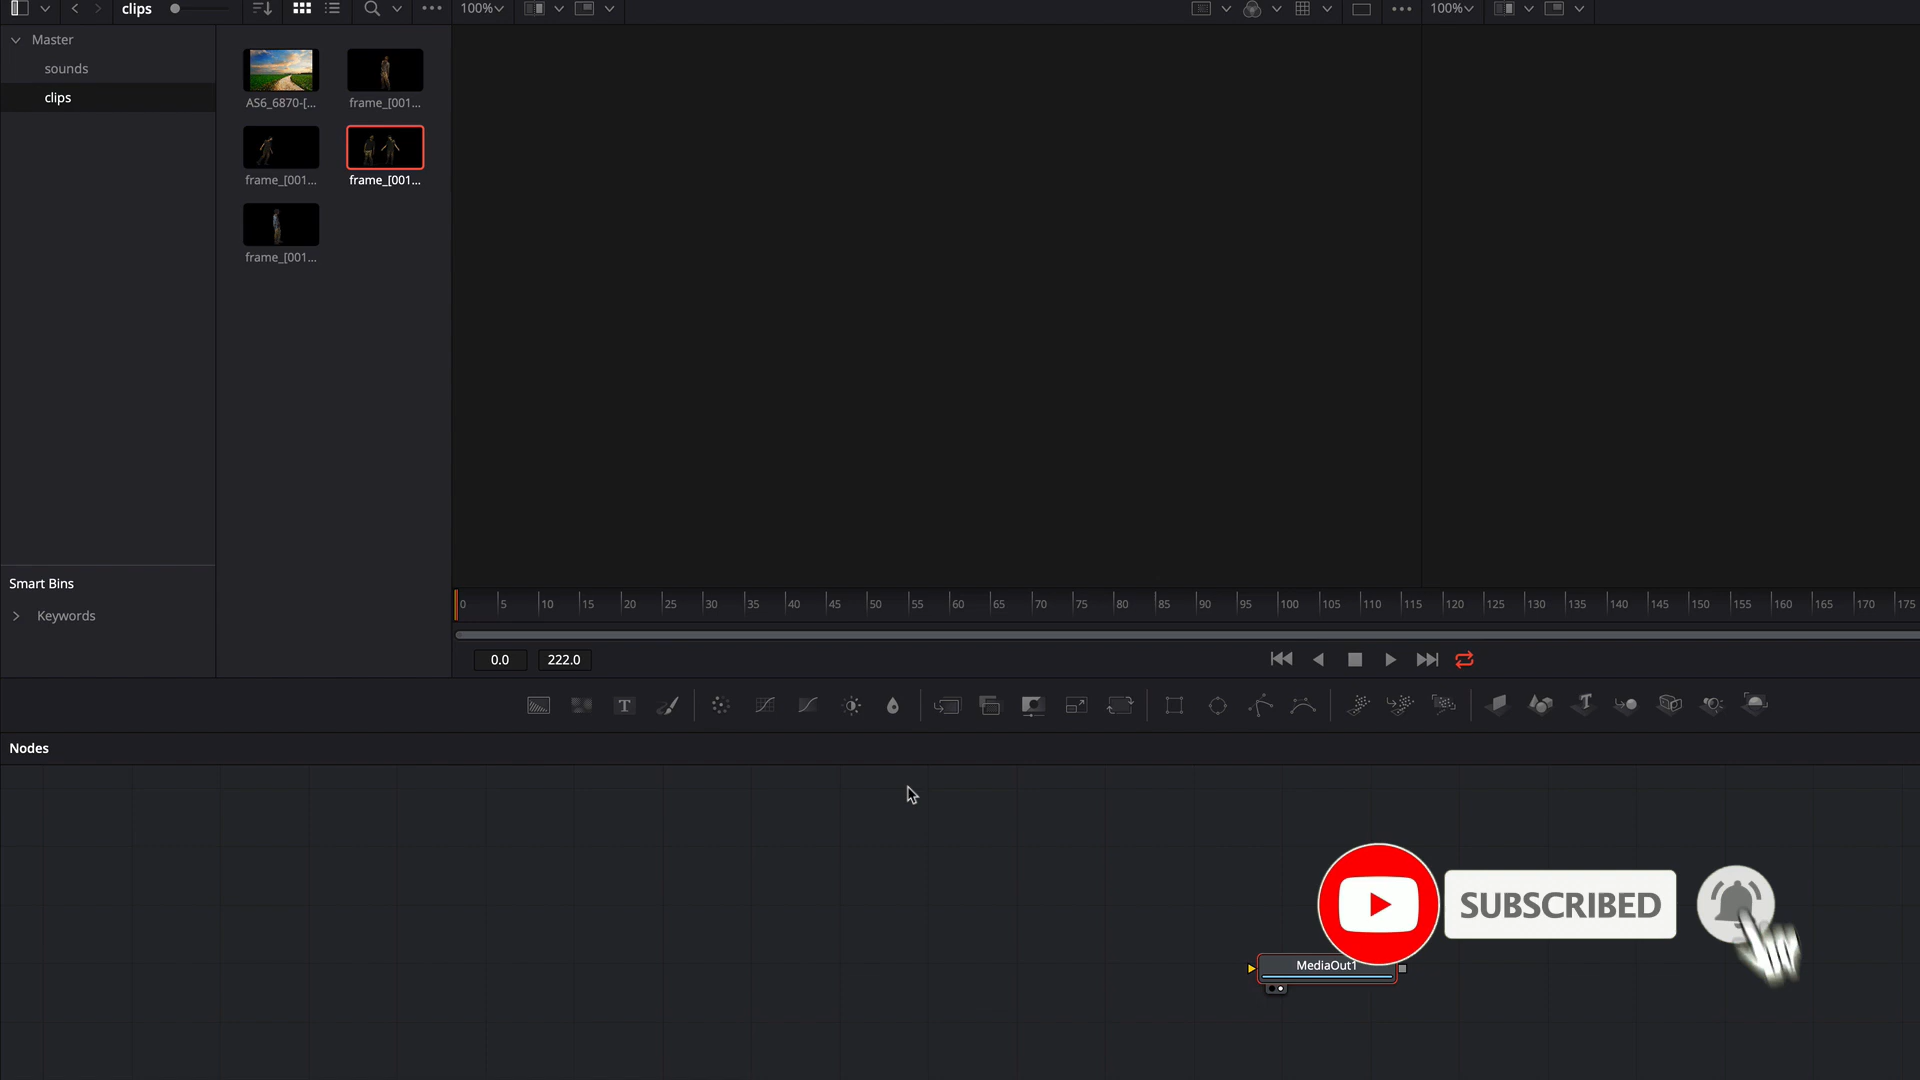 clips
100%
100%
Master
sounds
clips
AS6_6870-[...
frame_[001...
frame_[001...
frame_[001...
frame_[001...
Smart Bins
Keywords
0 5 10 15 20 25 30 35 40 45 50 55 60 65 70 75 80 85 90 95 100 105 110 115 120 125 130 135 140 145 150 155 160 165 170 175
0.0 222.0
T
Nodes
SUBSCRIBED
MediaOut1